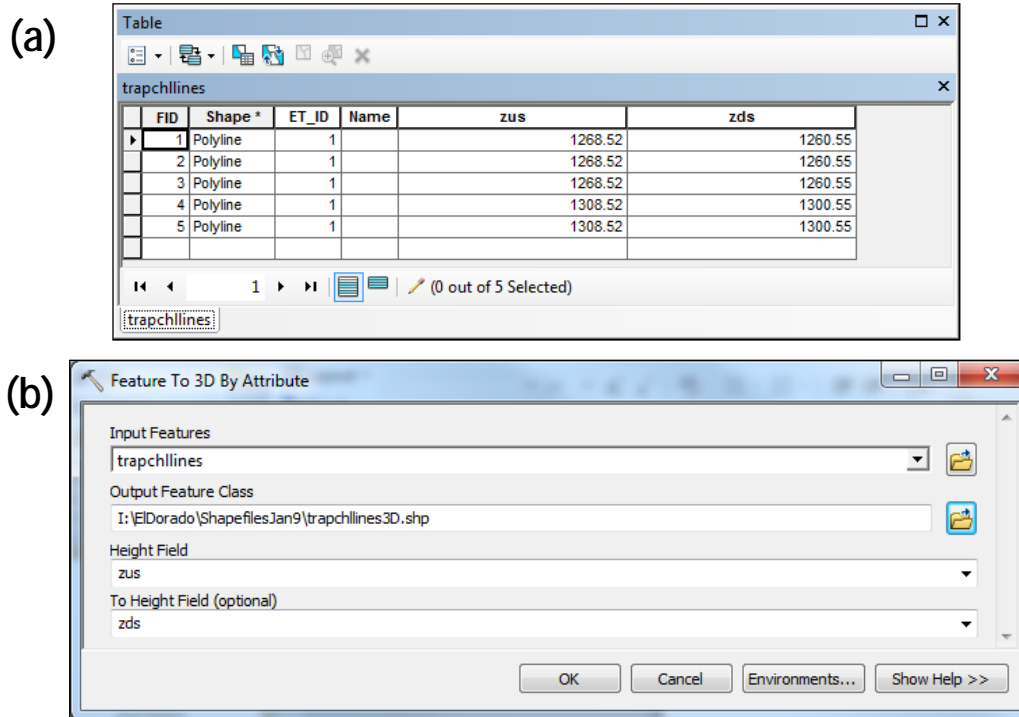 (a)
Table
trapchllines
FID Shape * ET_ID Name zus zds
1 Polyline 1 1268.52 1260.55
2 Polyline 1 1268.52 1260.55
3 Polyline 1 1268.52 1260.55
4 Polyline 1 1308.52 1300.55
5 Polyline 1 1308.52 1300.55
1 (0 out of 5 Selected)
trapchllines
(b)
Feature To 3D By Attribute
Input Features
trapchllines
Output Feature Class
I:\ElDorado\ShapefilesJan9\trapchllines3D.shp
Height Field
zus
To Height Field (optional)
zds
OK Cancel Environments... Show Help >>